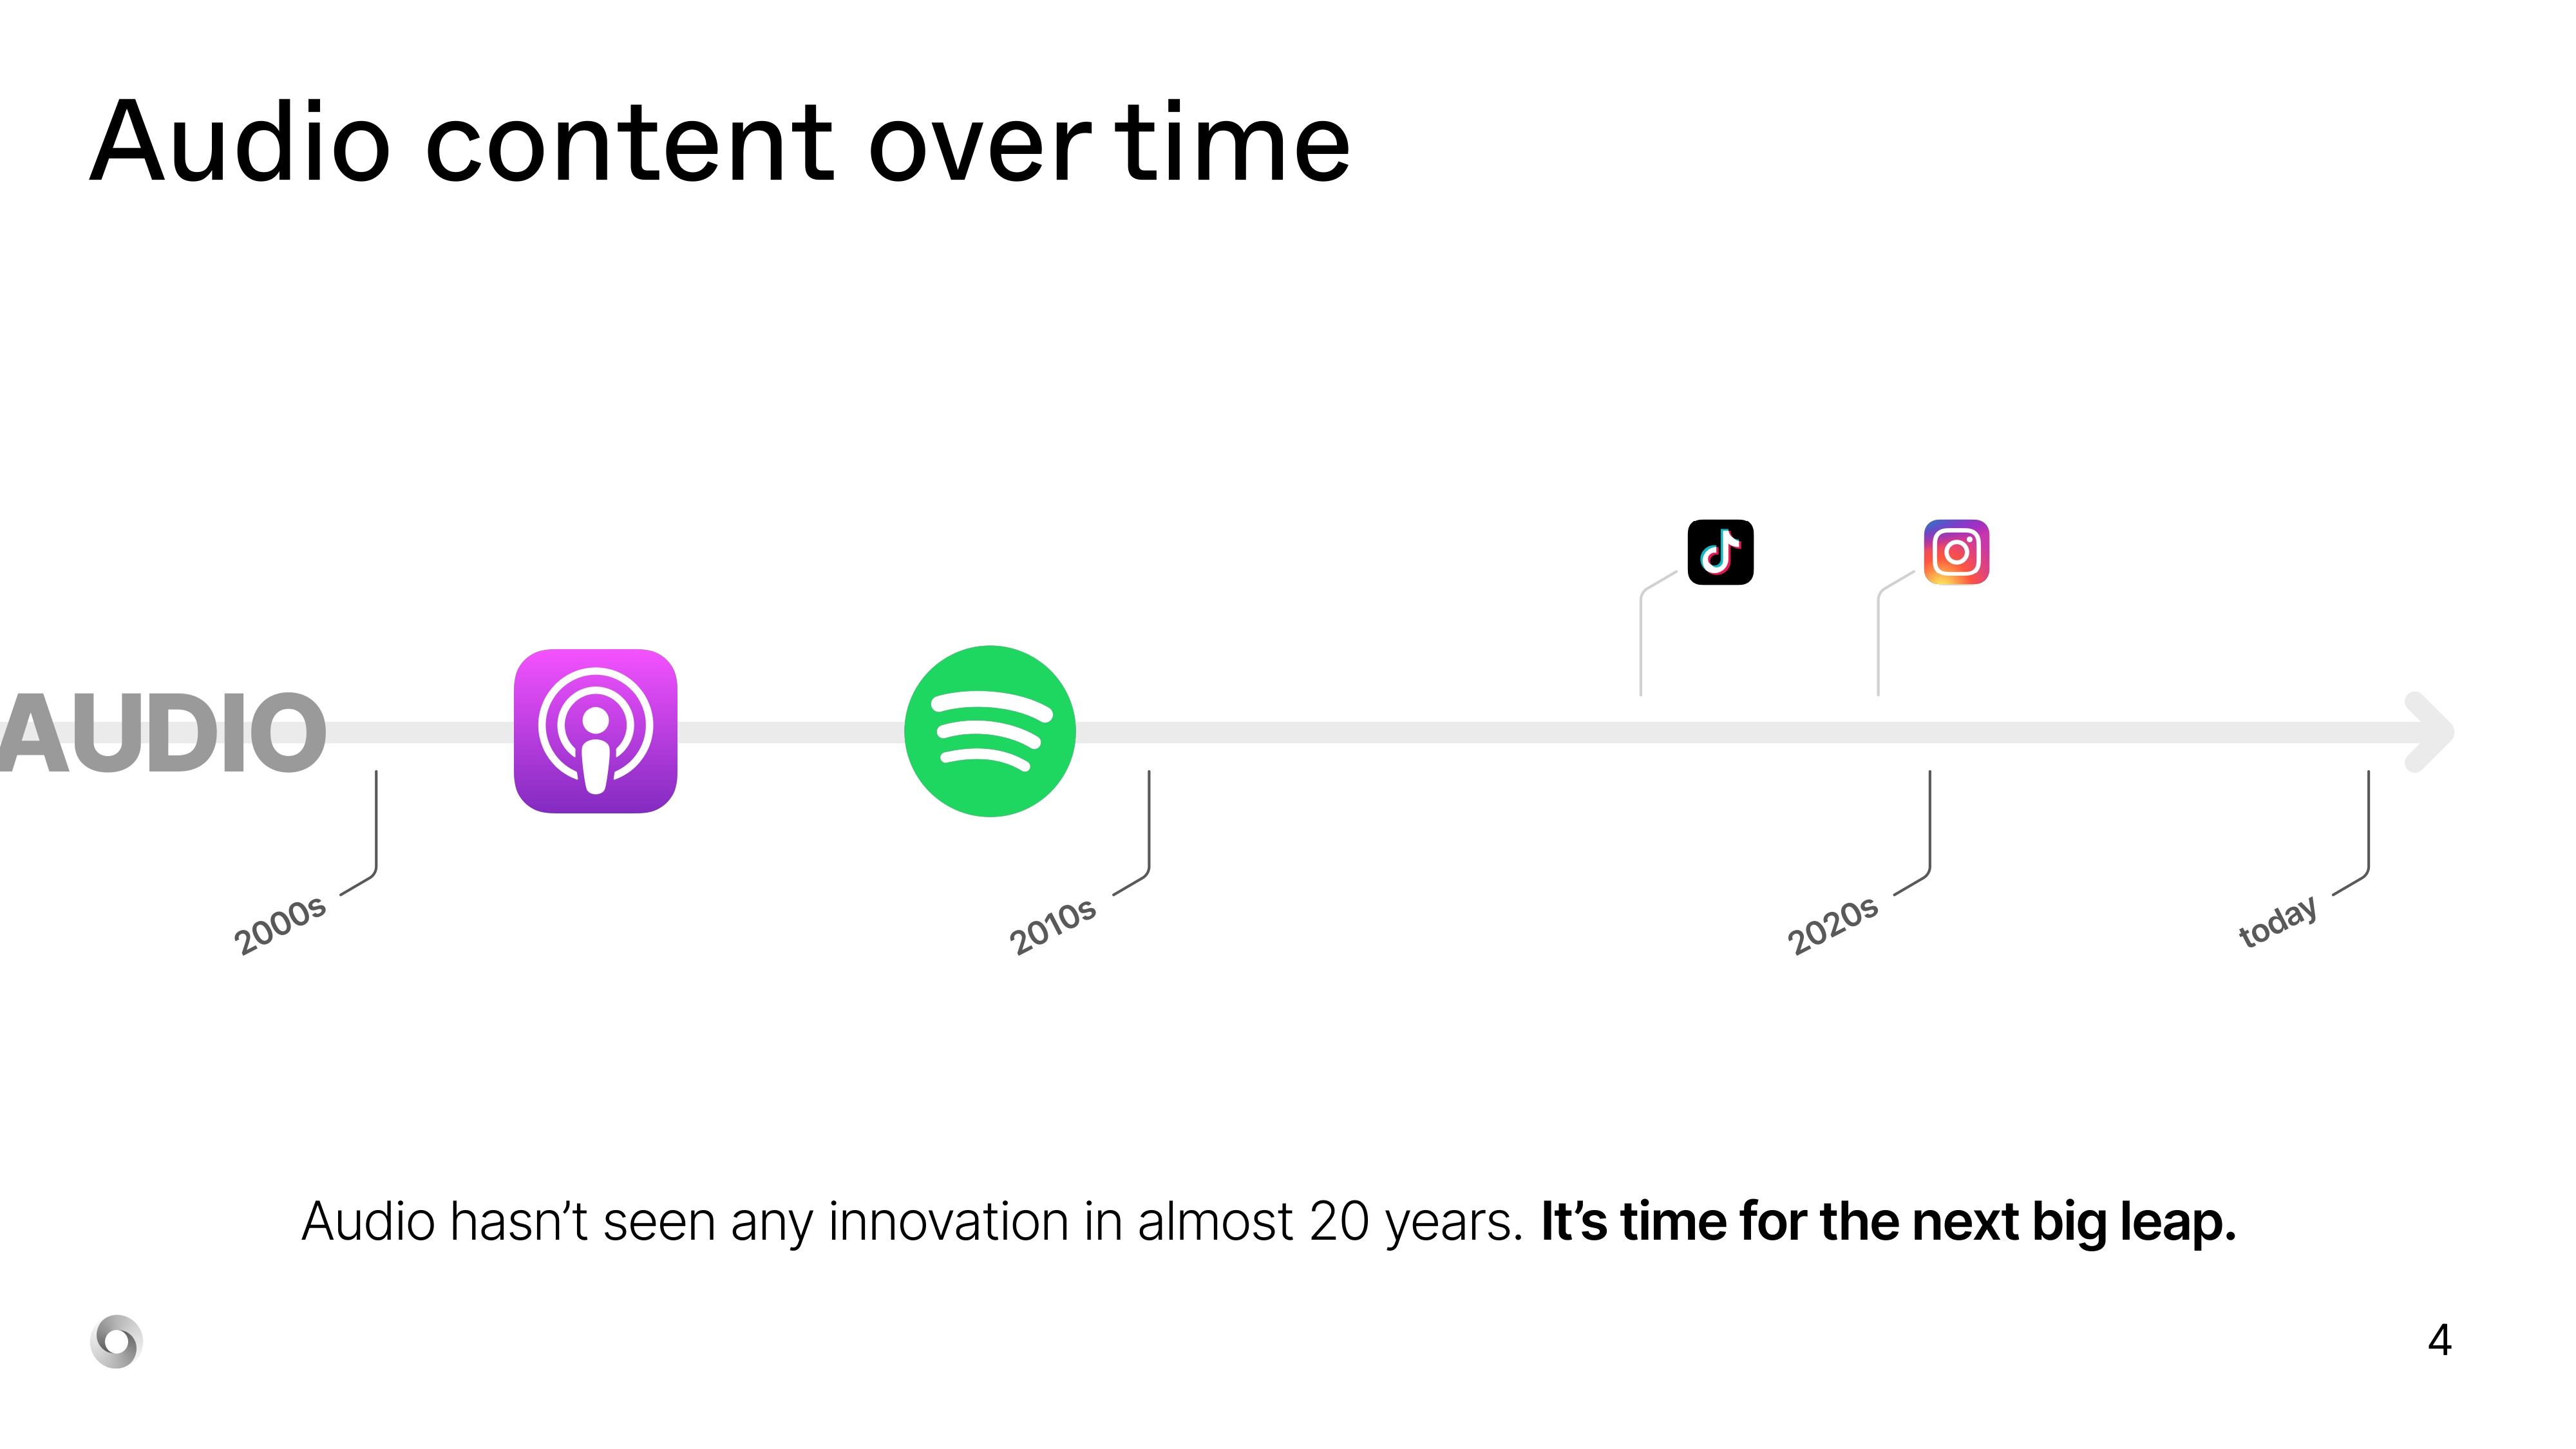 Audio content over time
AUDIO
2000s
2010s
2020s
today
Audio hasn’t seen any innovation in almost 20 years. It’s time for the next big leap.
4